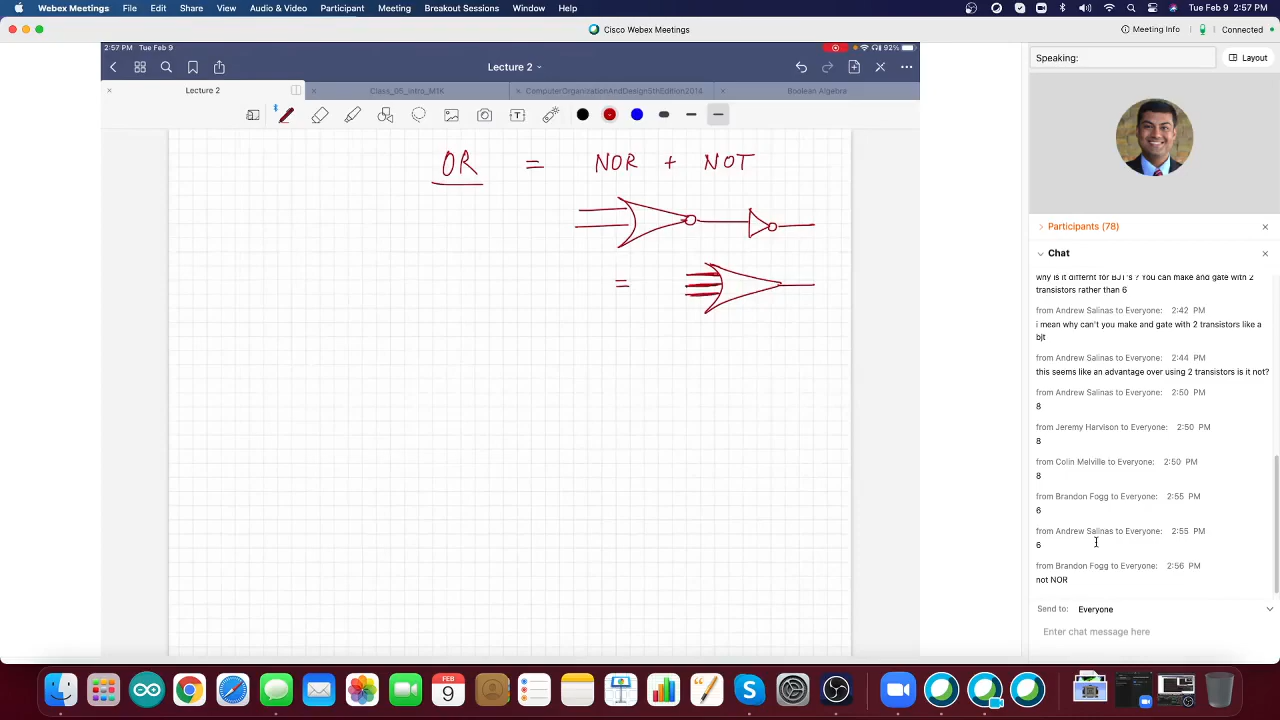 Webex Meetings File Edit Share View Audio & Video Participant Meeting Breakout Sessions Window Help Tue Feb 9 2:57 PM
Cisco Webex Meetings Meeting Info Connected
2:57 PM Tue Feb 9 92%
Lecture 2
Lecture 2 Class_05_intro_M1K ComputerOrganizationAndDesign5thEdition2014 Boolean Algebra
OR = NOR + NOT
=
Speaking: Layout
Participants (78)
Chat
why is it differnt for BJT's ? You can make and gate with 2
transistors rather than 6
from Andrew Salinas to Everyone: 2:42 PM
i mean why can't you make and gate with 2 transistors like a
bjt
from Andrew Salinas to Everyone: 2:44 PM
this seems like an advantage over using 2 transistors is it not?
from Andrew Salinas to Everyone: 2:50 PM
8
from Jeremy Harvison to Everyone: 2:50 PM
8
from Colin Melville to Everyone: 2:50 PM
8
from Brandon Fogg to Everyone: 2:55 PM
6
from Andrew Salinas to Everyone: 2:55 PM
6
from Brandon Fogg to Everyone: 2:56 PM
not NOR
Send to: Everyone
Enter chat message here
FEB
9